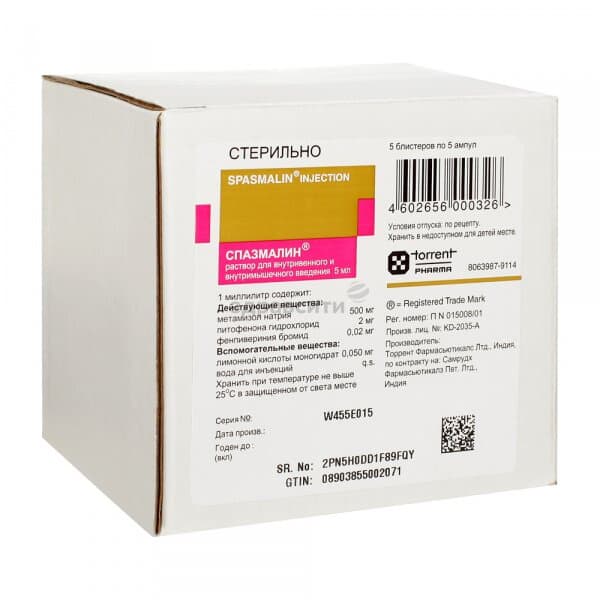 СТЕРИЛЬНО
SPASMALIN® INJECTION
СПАЗМАЛИН®
раствор для внутривенного и
внутримышечного введения 5 мл
1 миллилитр содержит:
Действующие вещества:
метамизол натрия 500 мг
питофенона гидрохлорид 2 мг
фенпивериния бромид 0,02 мг
Вспомогательные вещества:
лимонной кислоты моногидрат 0,050 мг
вода для инъекций q.s.
Хранить при температуре не выше
25°C в защищенном от света месте
здравсити
Серия №: W455E015
Дата произв.:
Годен до:
(вкл)
SR. No: 2PN5H0DD1F89FQY
GTIN: 08903855002071
5 блистеров по 5 ампул
4 602656 000326 >
Условия отпуска: по рецепту.
Хранить в недоступном для детей месте.
torrent
PHARMA
8063987-9114
® = Registered Trade Mark
Рег. номер: П N 015008/01
Произв. лиц. №: KD-2035-A
Производитель:
Торрент Фармасьютикалс Лтд., Индия,
по контракту на: Самрудх
Фармасьютикалз Пвт. Лтд.,
Индия